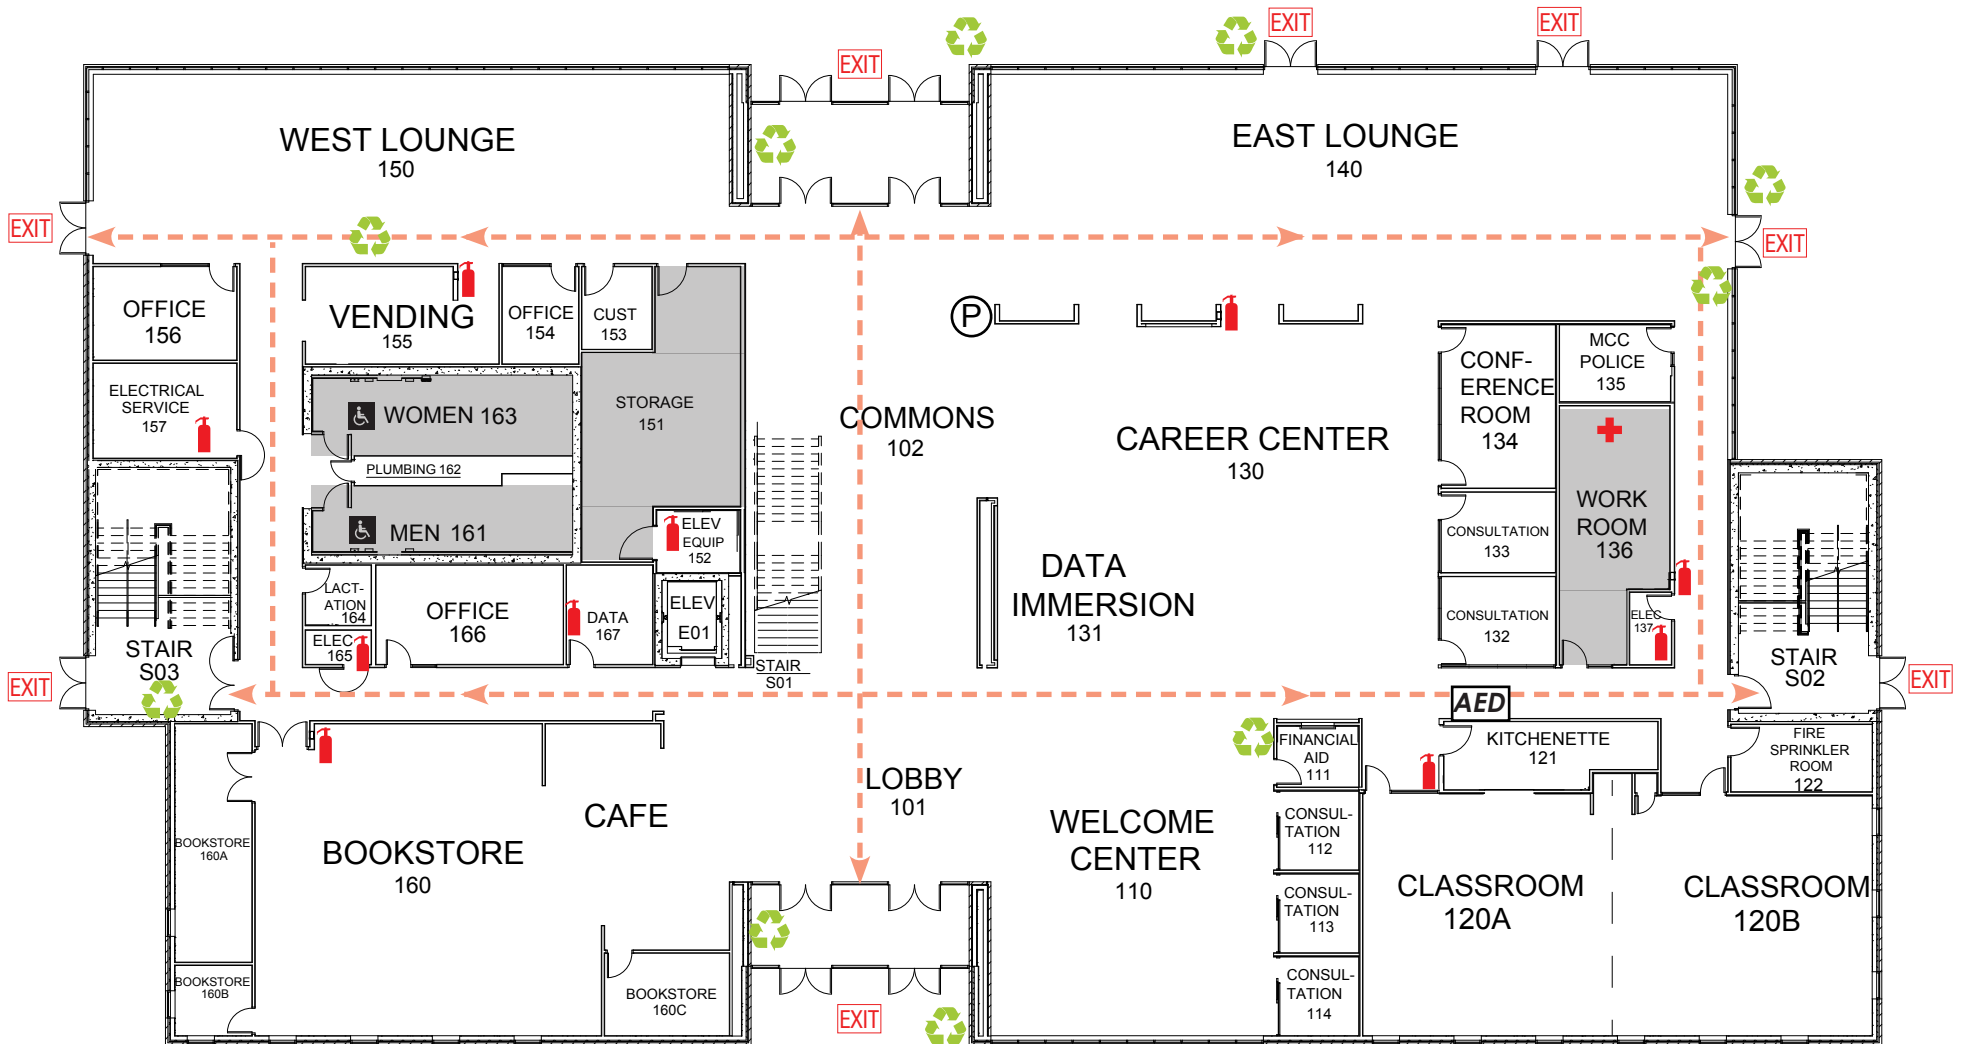 EXIT
EXIT
EXIT
WEST LOUNGE
150
EAST LOUNGE
140
EXIT
EXIT
OFFICE
156
VENDING
155
OFFICE
154
CUST
153
P
MCC
POLICE
135
CONF-
ERENCE
ROOM
134
ELECTRICAL
SERVICE
157
WOMEN 163
STORAGE
151
COMMONS
102
CAREER CENTER
130
PLUMBING 162
MEN 161
ELEV
EQUIP
152
WORK
ROOM
136
CONSULTATION
133
DATA
IMMERSION
131
LACT-
ATION
164
OFFICE
166
DATA
167
ELEV
E01
CONSULTATION
132
ELEC
137
ELEC
165
STAIR
S03
STAIR
S01
STAIR
S02
EXIT
EXIT
AED
FINANCIAL
AID
111
KITCHENETTE
121
FIRE
SPRINKLER
ROOM
122
LOBBY
101
CAFE
BOOKSTORE
160A
BOOKSTORE
160
WELCOME
CENTER
110
CONSUL-
TATION
112
CLASSROOM
120A
CLASSROOM
120B
CONSUL-
TATION
113
BOOKSTORE
160B
BOOKSTORE
160C
CONSUL-
TATION
114
EXIT